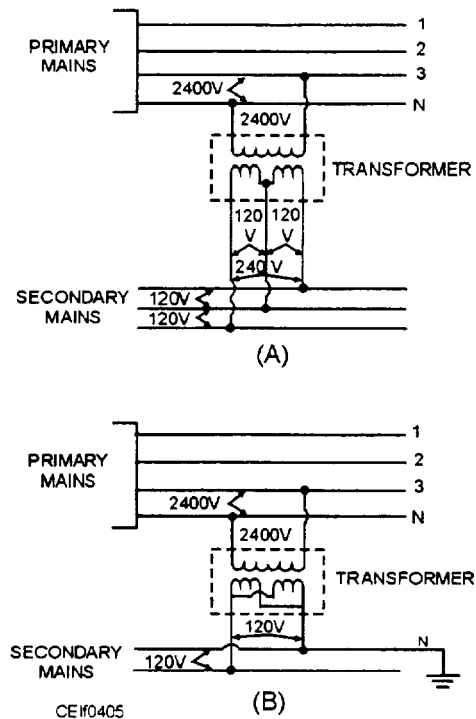 1
PRIMARY
MAINS
2
3
2400V
N
2400V
TRANSFORMER
120 120
V V
240 V
SECONDARY
MAINS
120V
120V
(A)
1
PRIMARY
MAINS
2
3
2400V
N
2400V
TRANSFORMER
120V
N
SECONDARY
MAINS
120V
CEIf0405
(B)